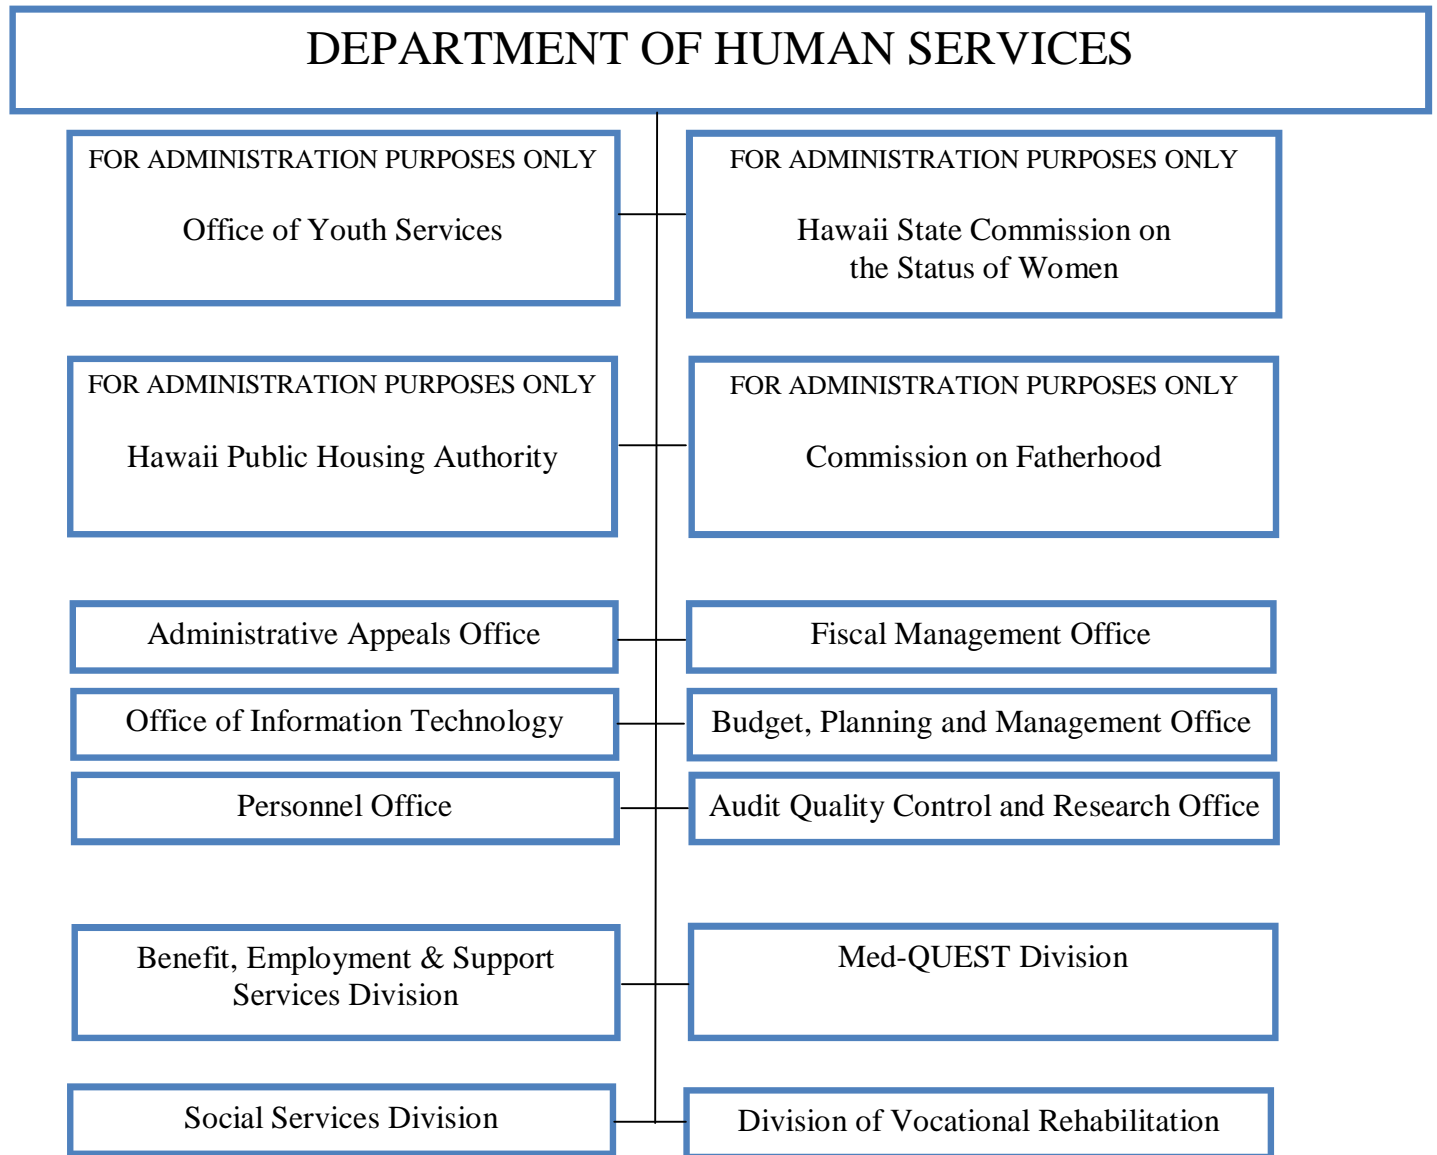 DEPARTMENT OF HUMAN SERVICES
FOR ADMINISTRATION PURPOSES ONLY
Office of Youth Services
FOR ADMINISTRATION PURPOSES ONLY
Hawaii State Commission on
the Status of Women
FOR ADMINISTRATION PURPOSES ONLY
Hawaii Public Housing Authority
FOR ADMINISTRATION PURPOSES ONLY
Commission on Fatherhood
Administrative Appeals Office
Fiscal Management Office
Office of Information Technology
Budget, Planning and Management Office
Personnel Office
Audit Quality Control and Research Office
Benefit, Employment & Support
Services Division
Med-QUEST Division
Social Services Division
Division of Vocational Rehabilitation